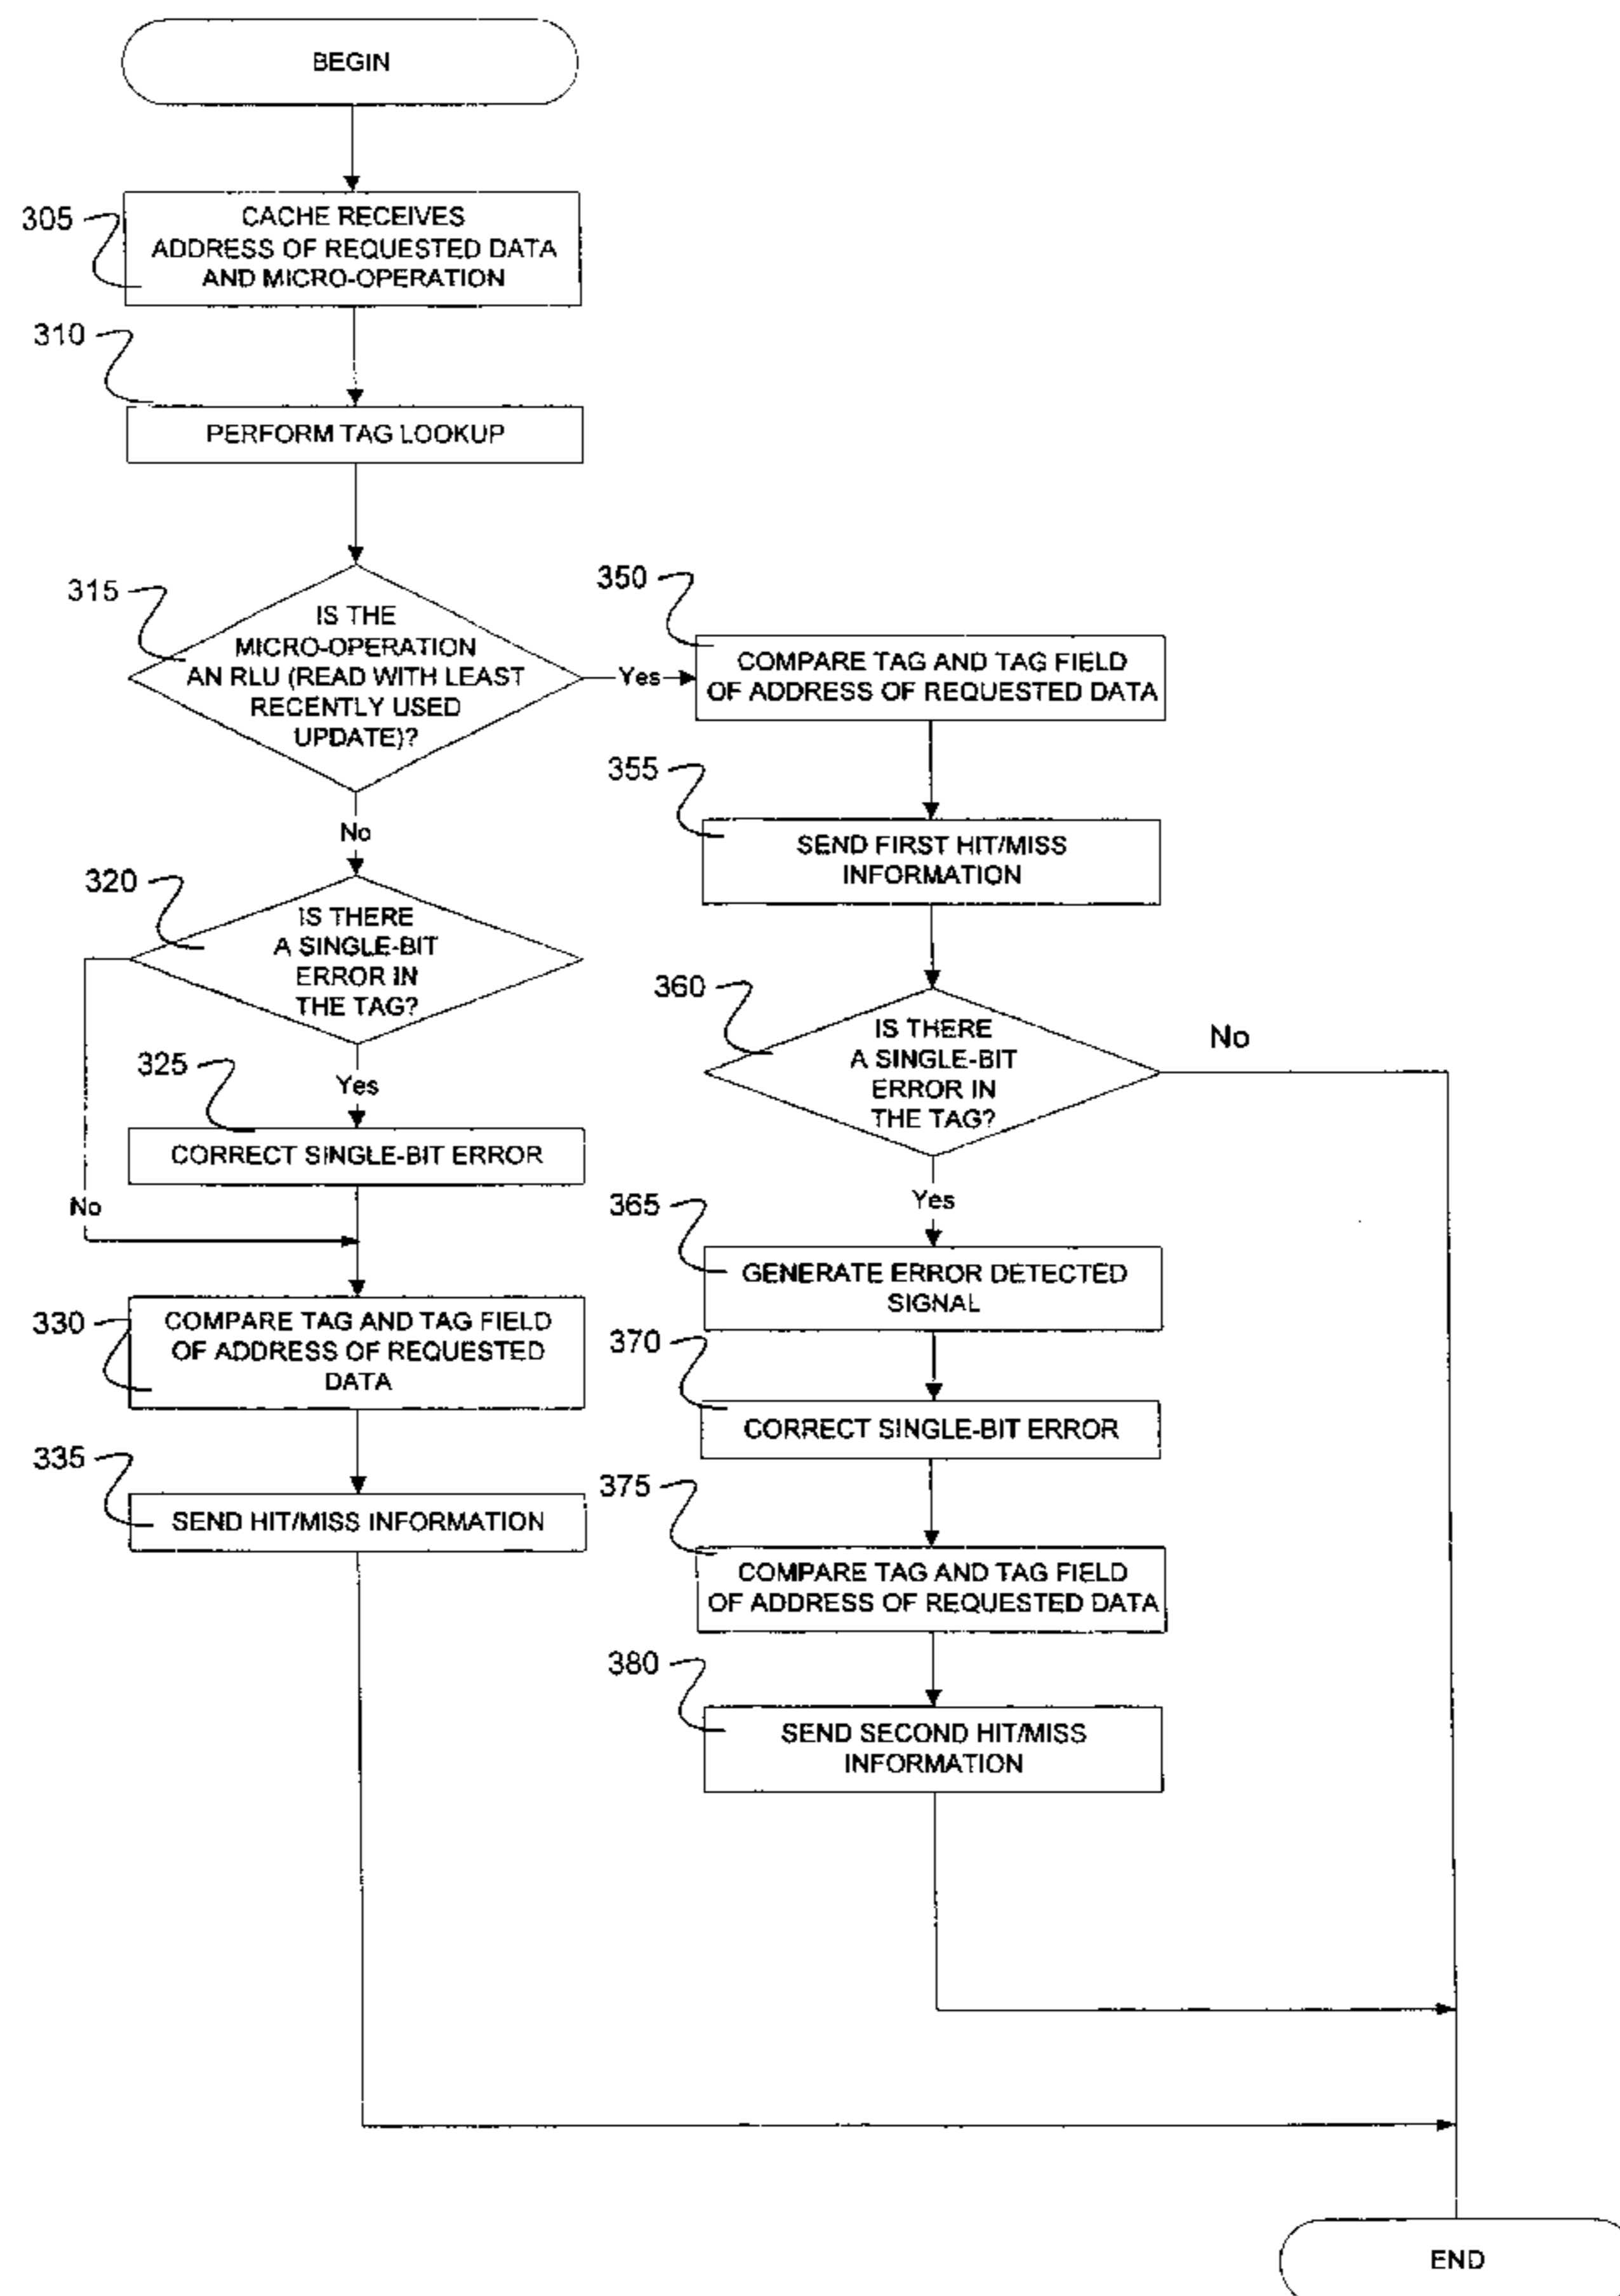 BEGIN
305
CACHE RECEIVES
ADDRESS OF REQUESTED DATA
AND MICRO-OPERATION
310
PERFORM TAG LOOKUP
315
IS THE
MICRO-OPERATION
AN RLU (READ WITH LEAST
RECENTLY USED
UPDATE)?
Yes
No
320
IS THERE
A SINGLE-BIT
ERROR IN
THE TAG?
Yes
No
325
CORRECT SINGLE-BIT ERROR
330
COMPARE TAG AND TAG FIELD
OF ADDRESS OF REQUESTED
DATA
335
SEND HIT/MISS INFORMATION
350
COMPARE TAG AND TAG FIELD
OF ADDRESS OF REQUESTED DATA
355
SEND FIRST HIT/MISS
INFORMATION
360
IS THERE
A SINGLE-BIT
ERROR IN
THE TAG?
No
Yes
365
GENERATE ERROR DETECTED
SIGNAL
370
CORRECT SINGLE-BIT ERROR
375
COMPARE TAG AND TAG FIELD
OF ADDRESS OF REQUESTED DATA
380
SEND SECOND HIT/MISS
INFORMATION
END